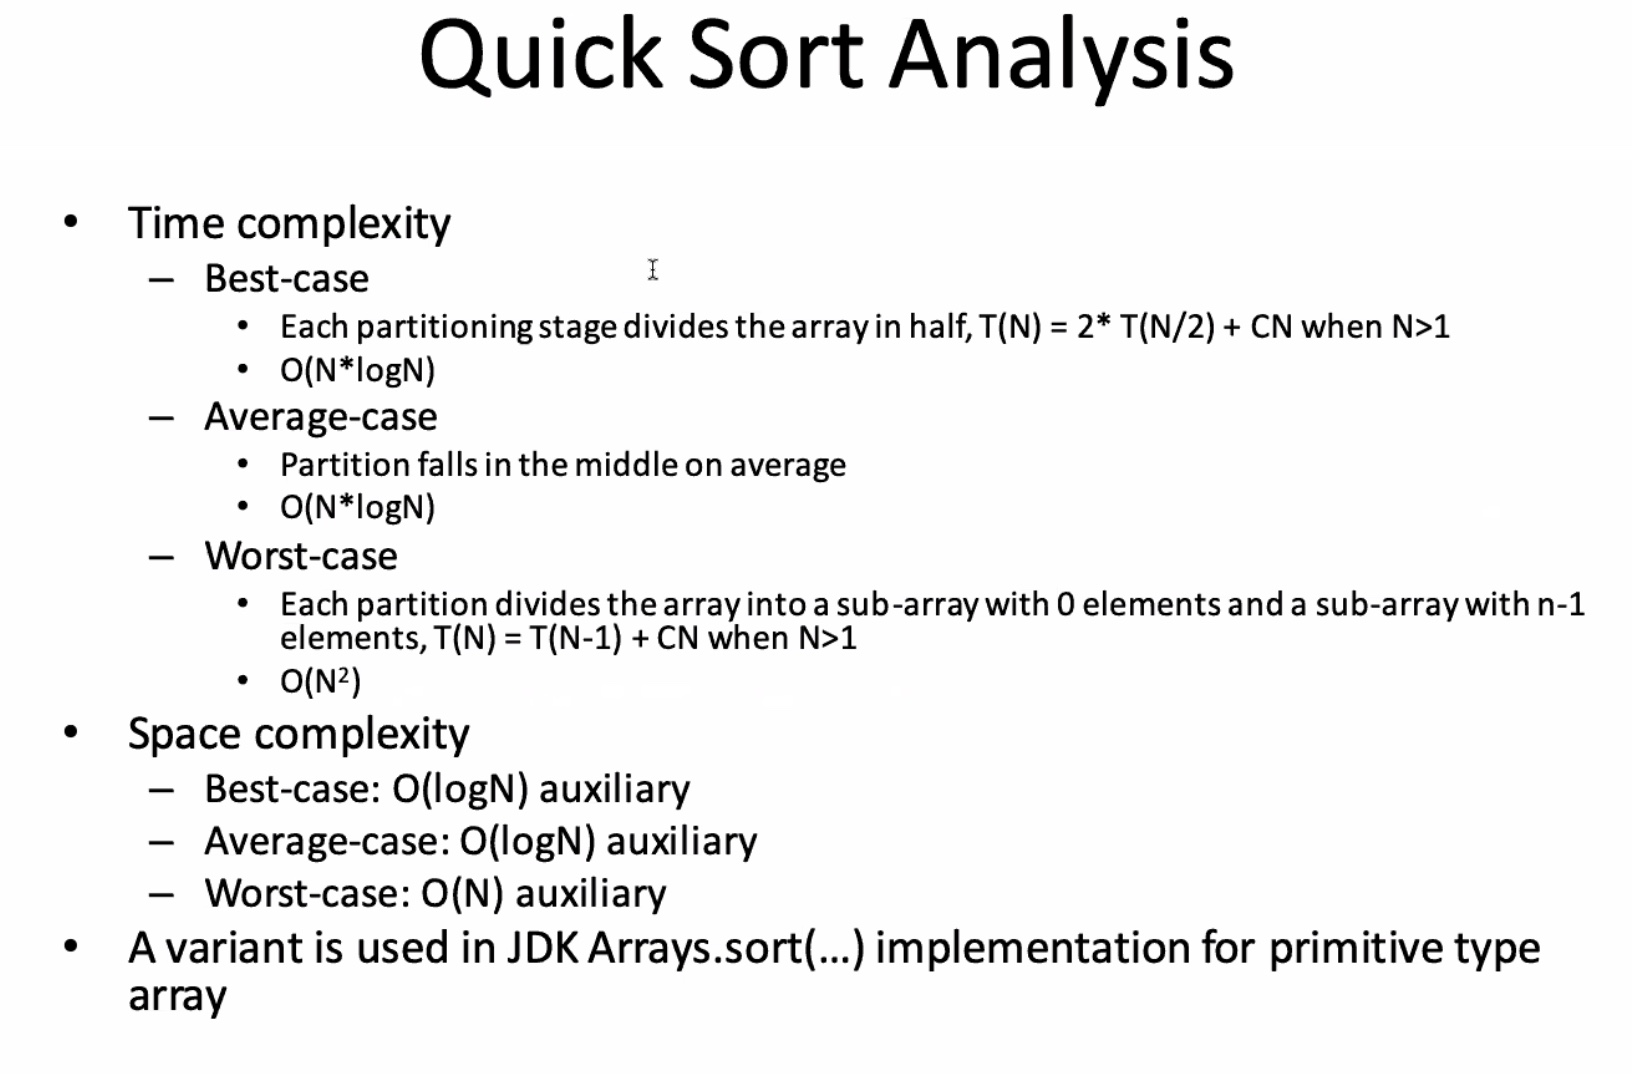 Quick Sort Analysis
• Time complexity
– Best-case
• Each partitioning stage divides the array in half, T(N) = 2* T(N/2) + CN when N>1
• O(N*logN)
– Average-case
• Partition falls in the middle on average
• O(N*logN)
– Worst-case
• Each partition divides the array into a sub-array with 0 elements and a sub-array with n-1
elements, T(N) = T(N-1) + CN when N>1
• O(N²)
• Space complexity
– Best-case: O(logN) auxiliary
– Average-case: O(logN) auxiliary
– Worst-case: O(N) auxiliary
• A variant is used in JDK Arrays.sort(…) implementation for primitive type
array